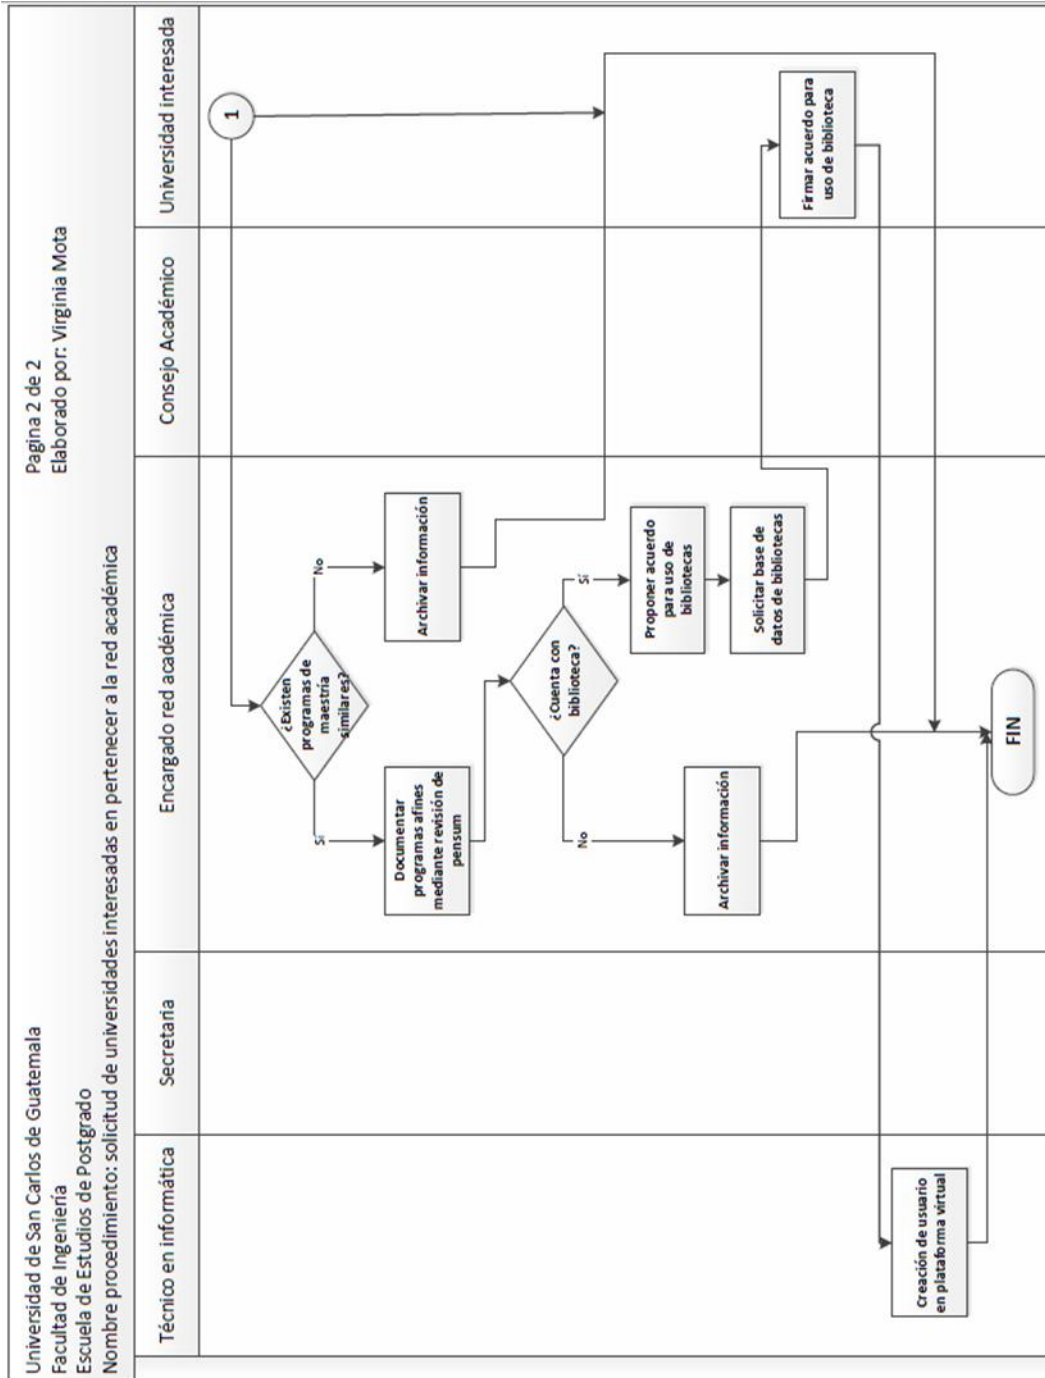 Universidad de San Carlos de Guatemala
Facultad de Ingeniería
Escuela de Estudios de Postgrado
Nombre procedimiento: solicitud de universidades interesadas en pertenecer a la red académica
Pagina 2 de 2
Elaborado por: Virginia Mota
Técnico en informática
Secretaria
Encargado red académica
Consejo Académico
Universidad interesada
1
¿Existen
programas de
maestría
similares?
Sí
No
Documentar
programas afines
mediante revisión de
pensum
Archivar información
¿Cuenta con
biblioteca?
No
Sí
Archivar información
Proponer acuerdo
para uso de
bibliotecas
Solicitar base de
datos de bibliotecas
Firmar acuerdo para
uso de biblioteca
Creación de usuario
en plataforma virtual
FIN